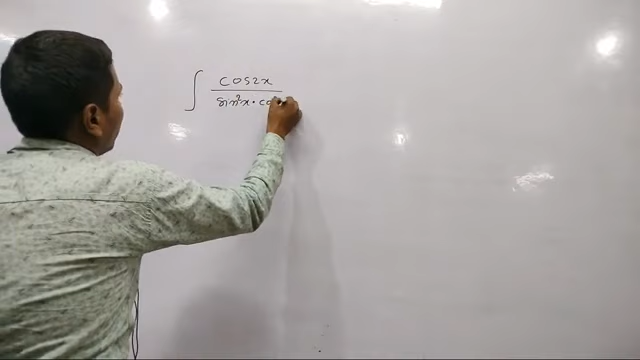 ∫ cos2x
sin²x · co